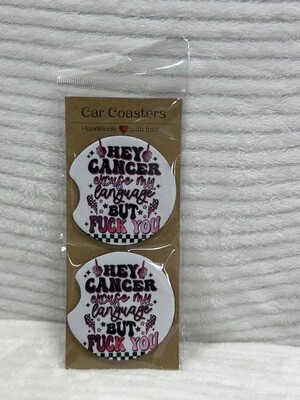 Car Coasters
Handmade with love
HEY
CANCER
excuse my
language
BUT
FUCK YOU
HEY
CANCER
excuse my
language
BUT
FUCK YOU